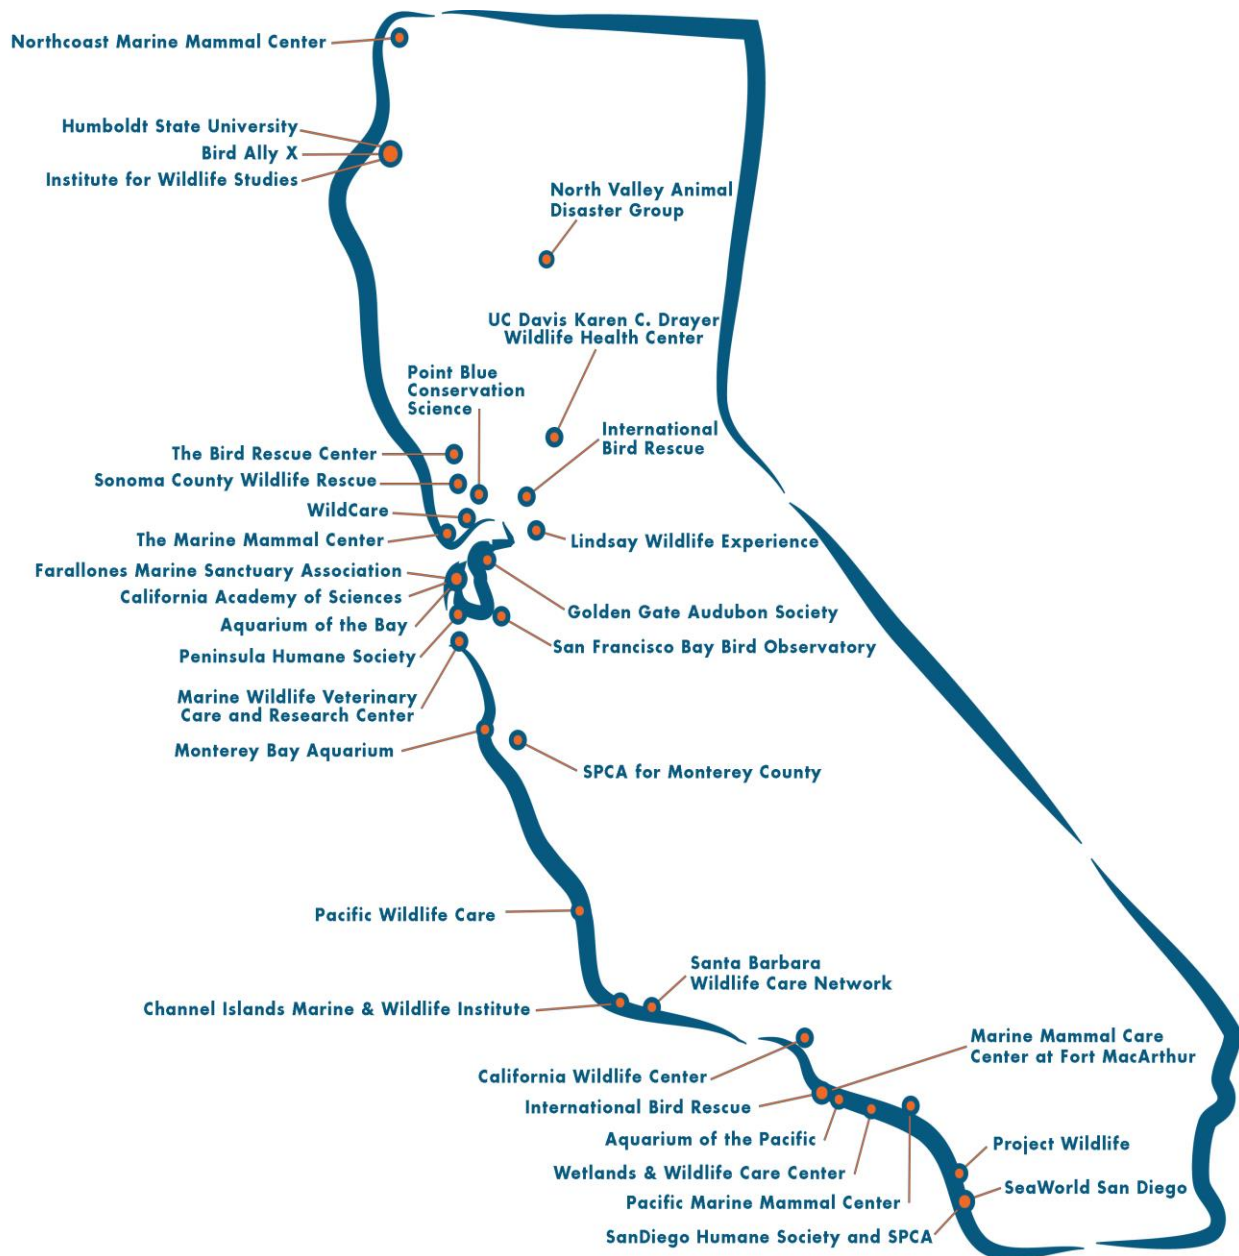 Northcoast Marine Mammal Center
Humboldt State University
Bird Ally X
Institute for Wildlife Studies
North Valley Animal
Disaster Group
UC Davis Karen C. Drayer
Wildlife Health Center
Point Blue
Conservation
Science
International
Bird Rescue
The Bird Rescue Center
Sonoma County Wildlife Rescue
WildCare
The Marine Mammal Center
Lindsay Wildlife Experience
Farallones Marine Sanctuary Association
California Academy of Sciences
Aquarium of the Bay
Golden Gate Audubon Society
Peninsula Humane Society
San Francisco Bay Bird Observatory
Marine Wildlife Veterinary
Care and Research Center
Monterey Bay Aquarium
SPCA for Monterey County
Pacific Wildlife Care
Santa Barbara
Wildlife Care Network
Channel Islands Marine & Wildlife Institute
Marine Mammal Care
Center at Fort MacArthur
California Wildlife Center
International Bird Rescue
Aquarium of the Pacific
Wetlands & Wildlife Care Center
Project Wildlife
Pacific Marine Mammal Center
SeaWorld San Diego
SanDiego Humane Society and SPCA